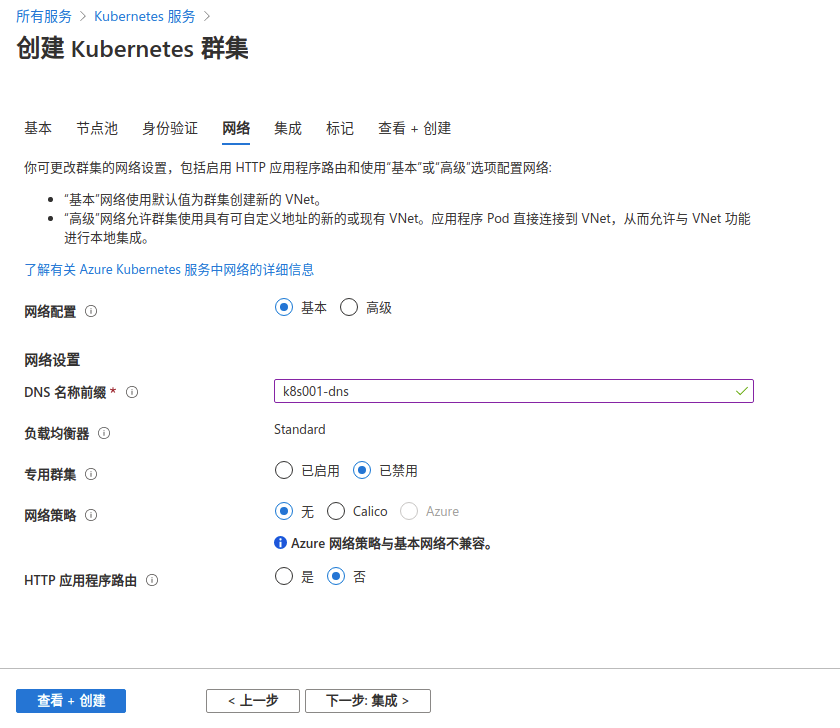 所有服务 > Kubernetes 服务 >
创建 Kubernetes 群集
基本 节点池 身份验证 网络 集成 标记 查看 + 创建
你可更改群集的网络设置，包括启用 HTTP 应用程序路由和使用“基本”或“高级”选项配置网络:
• “基本”网络使用默认值为群集创建新的 VNet。
• “高级”网络允许群集使用具有可自定义地址的新的或现有 VNet。应用程序 Pod 直接连接到 VNet，从而允许与 VNet 功能
进行本地集成。
了解有关 Azure Kubernetes 服务中网络的详细信息
网络配置 基本 高级
网络设置
DNS 名称前缀 * k8s001-dns
负载均衡器 Standard
专用群集 已启用 已禁用
网络策略 无 Calico Azure
Azure 网络策略与基本网络不兼容。
HTTP 应用程序路由 是 否
查看 + 创建 < 上一步 下一步: 集成 >